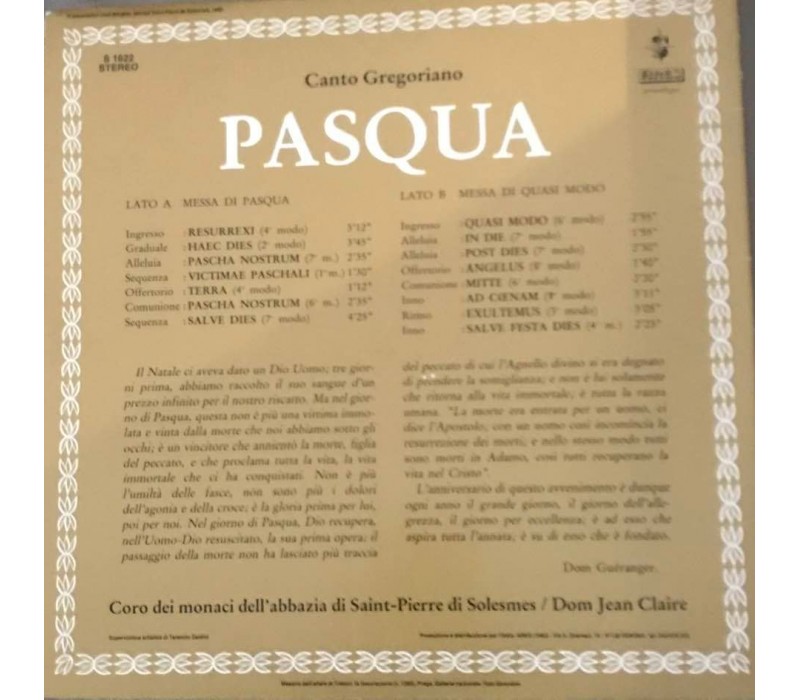 S 1622
STEREO
Canto Gregoriano
PASQUA
LATO A MESSA DI PASQUA
Ingresso : RESURREXI (4° modo) 5'12"
Graduale : HAEC DIES (2° modo) 3'45"
Alleluia : PASCHA NOSTRUM (7° m.) 2'35"
Sequenza : VICTIMAE PASCHALI (1° m.) 1'30"
Offertorio : TERRA (4° modo) 1'12"
Comunione : PASCHA NOSTRUM (6° m.) 2'35"
Sequenza : SALVE DIES (7° modo) 4'25"
LATO B MESSA DI QUASI MODO
Ingresso : QUASI MODO (6° modo) 2'55"
Alleluia : IN DIE (7° modo) 1'55"
Alleluia : POST DIES (7° modo) 2'50"
Offertorio : ANGELUS (8° modo) 1'40"
Comunione : MITTE (6° modo) 2'20"
Inno : AD CŒNAM (8° modo) 5'11"
: EXULTEMUS modo) 3'05"
Inno : SALVE FESTA DIES (4° m.) 2'25"
Il Natale ci aveva dato un Dio Uomo; tre gior-
ni prima, abbiamo raccolto il suo sangue d'un
prezzo infinito per il nostro riscatto. Ma nel gior-
no di Pasqua, questa non è più una vittima immo-
lata e vinta dalla morte che noi abbiamo sotto gli
occhi; è un vincitore che annientò la morte, figlia
del peccato, e che proclama tutta la vita, la vita
immortale che ci ha conquistati. Non è più
l'umiltà delle fasce, non sono più i dolori
dell'agonia e della croce; è la gloria prima per lui,
poi per noi. Nel giorno di Pasqua, Dio recupera,
nell'Uomo-Dio resuscitato, la sua prima opera; il
passaggio della morte non ha lasciato più traccia
del peccato di cui l'Agnello divino si era degnato
di prendere la somiglianza; e non è lui solamente
che ritorna alla vita immortale; è tutta la razza
umana. "La morte era entrata per un uomo, ci
dice l'Apostolo; con un uomo così incomincia la
resurrezione dei morti; e nello stesso modo tutti
sono morti in Adamo, così tutti recuperano la
vita nel Cristo".
L'anniversario di questo avvenimento è dunque
ogni anno il grande giorno, il giorno dell'alle-
grezza, il giorno per eccellenza; è ad esso che
aspira tutta l'annata; è su di esso che è fondato.
Dom Guéranger.
Coro dei monaci dell'abbazia di Saint-Pierre di Solesmes / Dom Jean Claire